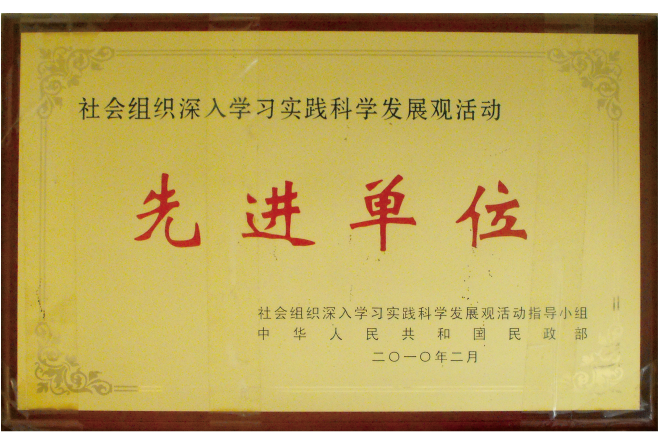 社会组织深入学习实践科学发展观活动
先进单位
社会组织深入学习实践科学发展观活动指导小组
中华人民共和国民政部
二〇一〇年二月